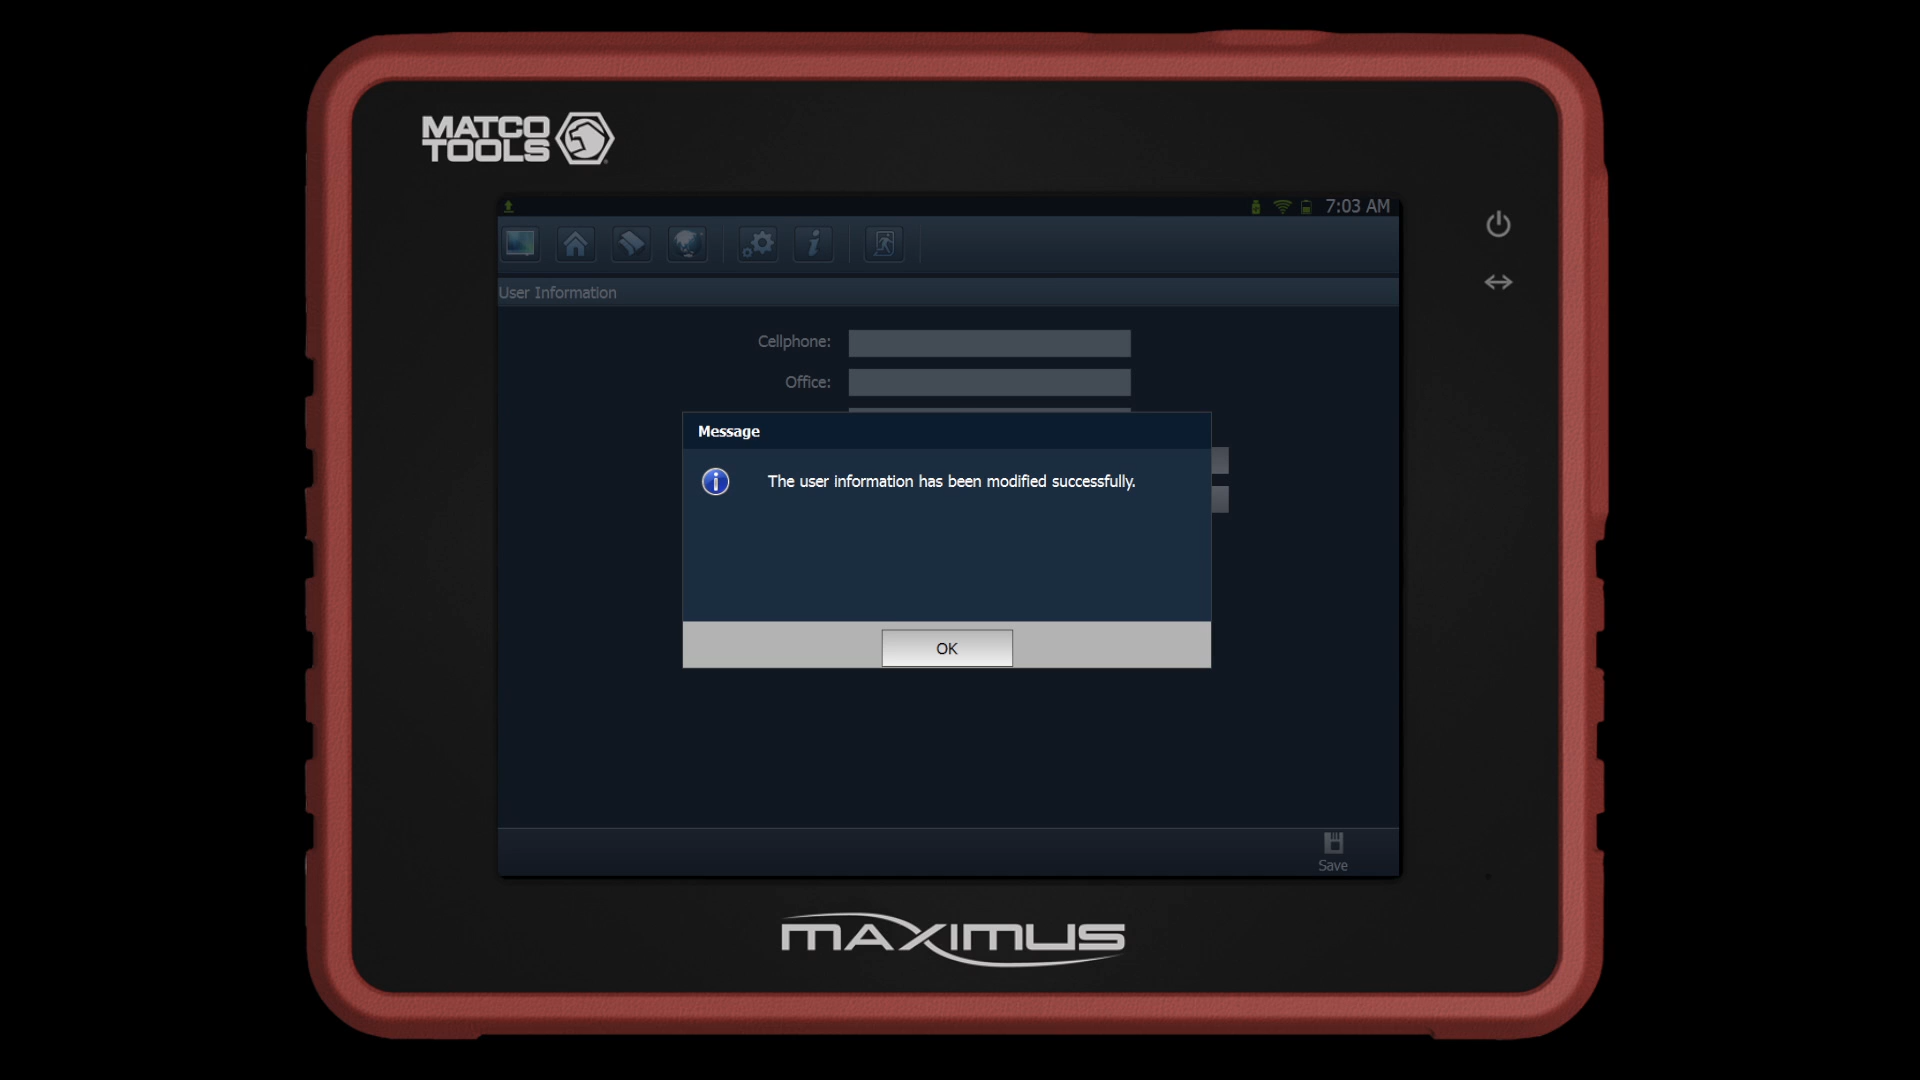 MATCO
TOOLS
7:03 AM
User Information
Cellphone:
Office:
Message
The user information has been modified successfully.
OK
Save
MAXIMUS